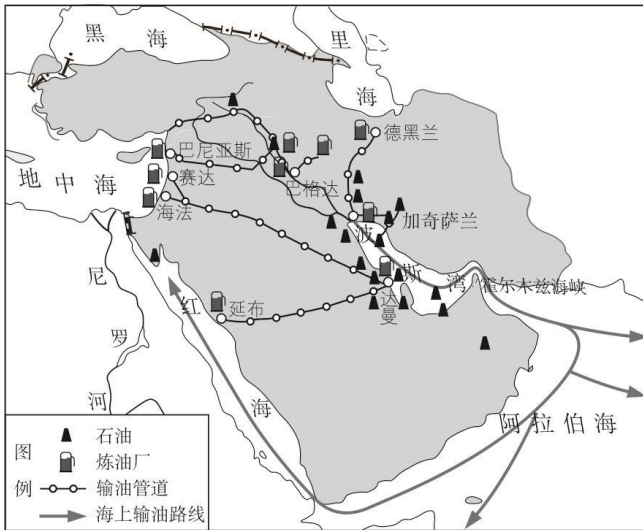 黑海
里海
德黑兰
巴尼亚斯
赛达
巴格达
地中海
海法
加奇萨兰
波斯湾
霍尔木兹海峡
尼罗河
红海
延布
达曼
阿拉伯海
图例
石油
炼油厂
输油管道
海上输油路线